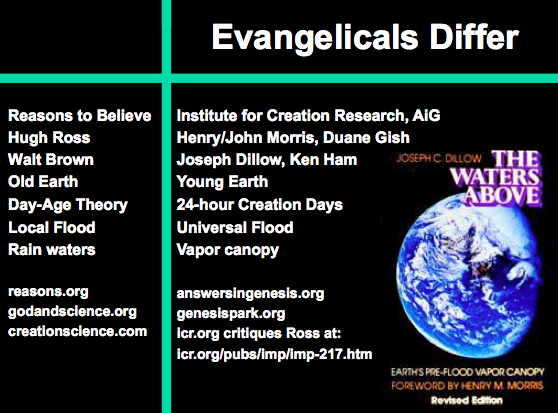 Evangelicals Differ
Reasons to Believe
Hugh Ross
Walt Brown
Old Earth
Day-Age Theory
Local Flood
Rain waters
reasons.org
godandscience.org
creationscience.com
Institute for Creation Research, AiG
Henry/John Morris, Duane Gish
Joseph Dillow, Ken Ham
Young Earth
24-hour Creation Days
Universal Flood
Vapor canopy
answersingenesis.org
genesispark.org
icr.org critiques Ross at:
icr.org/pubs/imp/imp-217.htm
JOSEPH C. DILLOW
THE
WATERS
ABOVE
EARTH'S PRE-FLOOD VAPOR CANOPY
FOREWORD BY HENRY M. MORRIS
Revised Edition